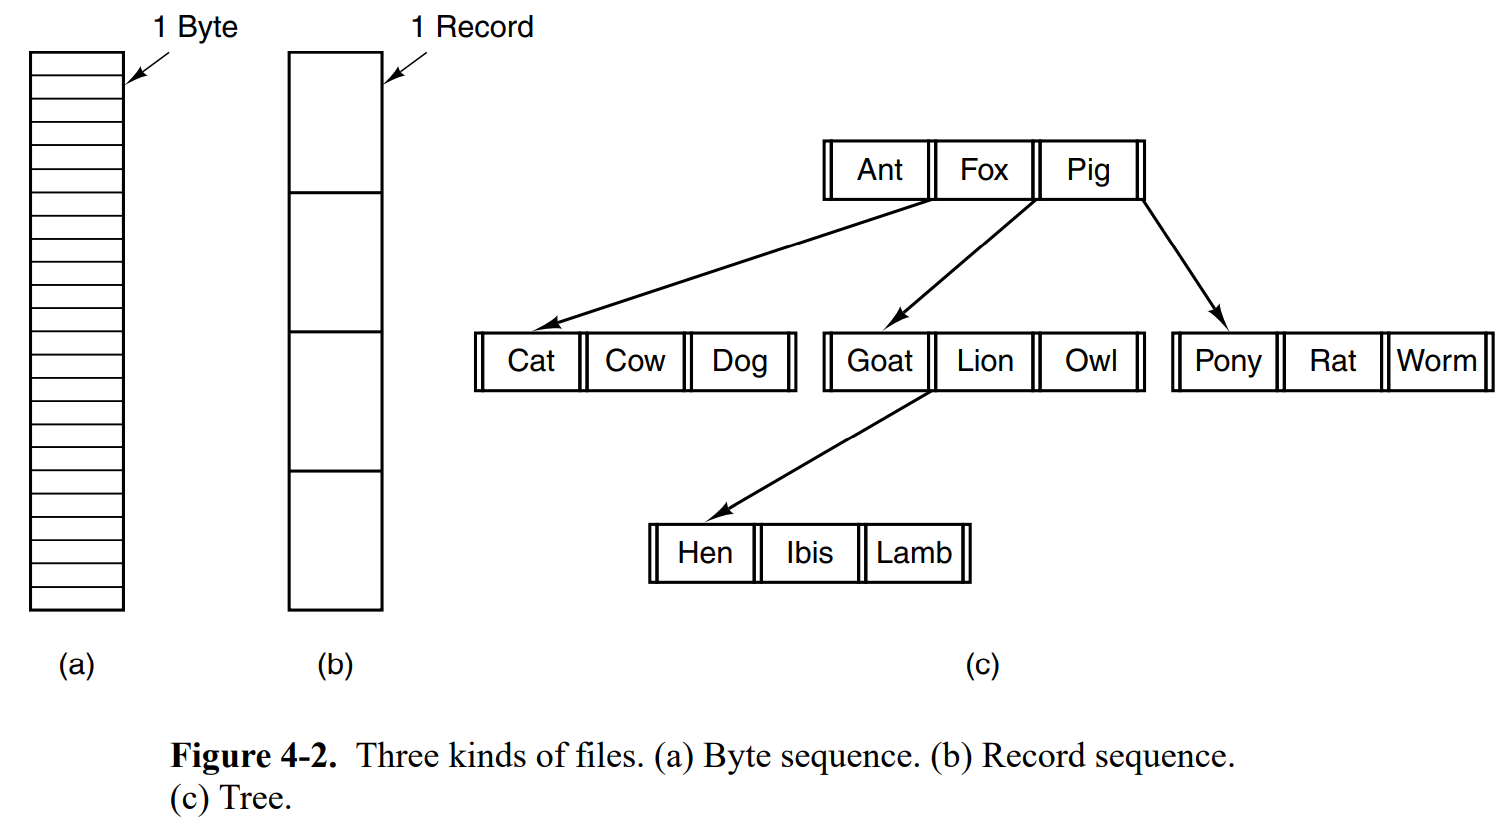 1 Byte
1 Record
Ant Fox Pig
Cat Cow Dog Goat Lion Owl Pony Rat Worm
Hen Ibis Lamb
(a) (b) (c)
Figure 4-2. Three kinds of files. (a) Byte sequence. (b) Record sequence.
(c) Tree.